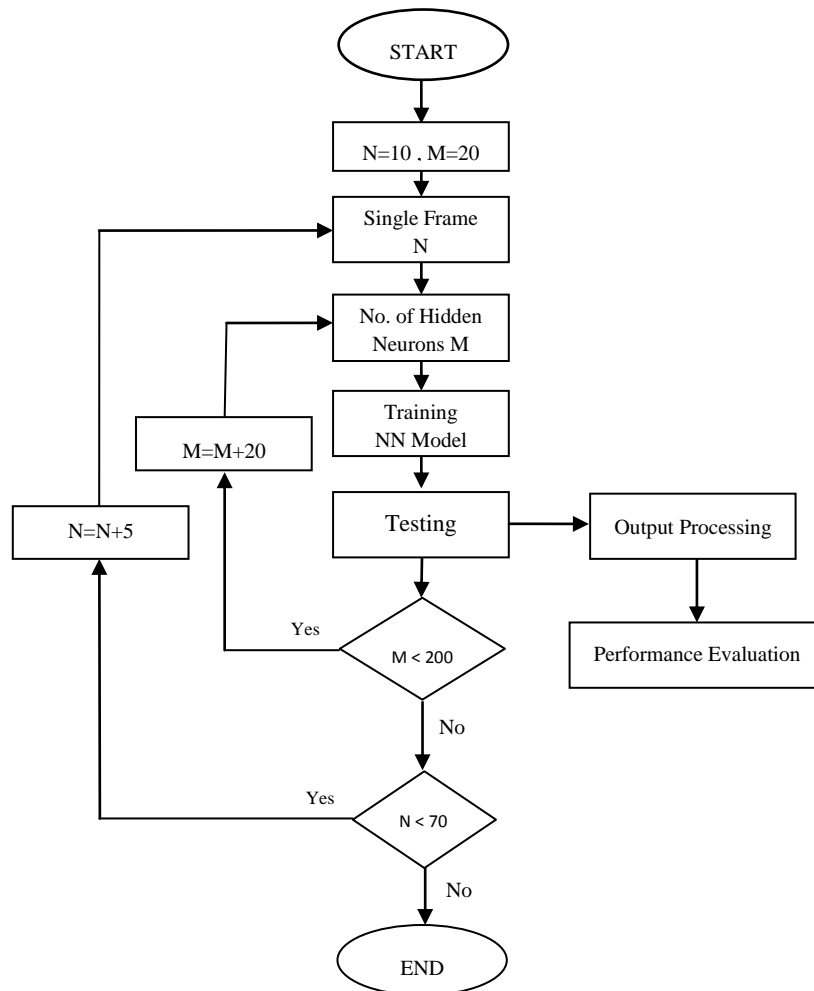 START
N=10 , M=20
Single Frame
N
No. of Hidden
Neurons M
Training
NN Model
M=M+20
N=N+5
Testing
Output Processing
Yes
M < 200
Performance Evaluation
No
Yes
N < 70
No
END